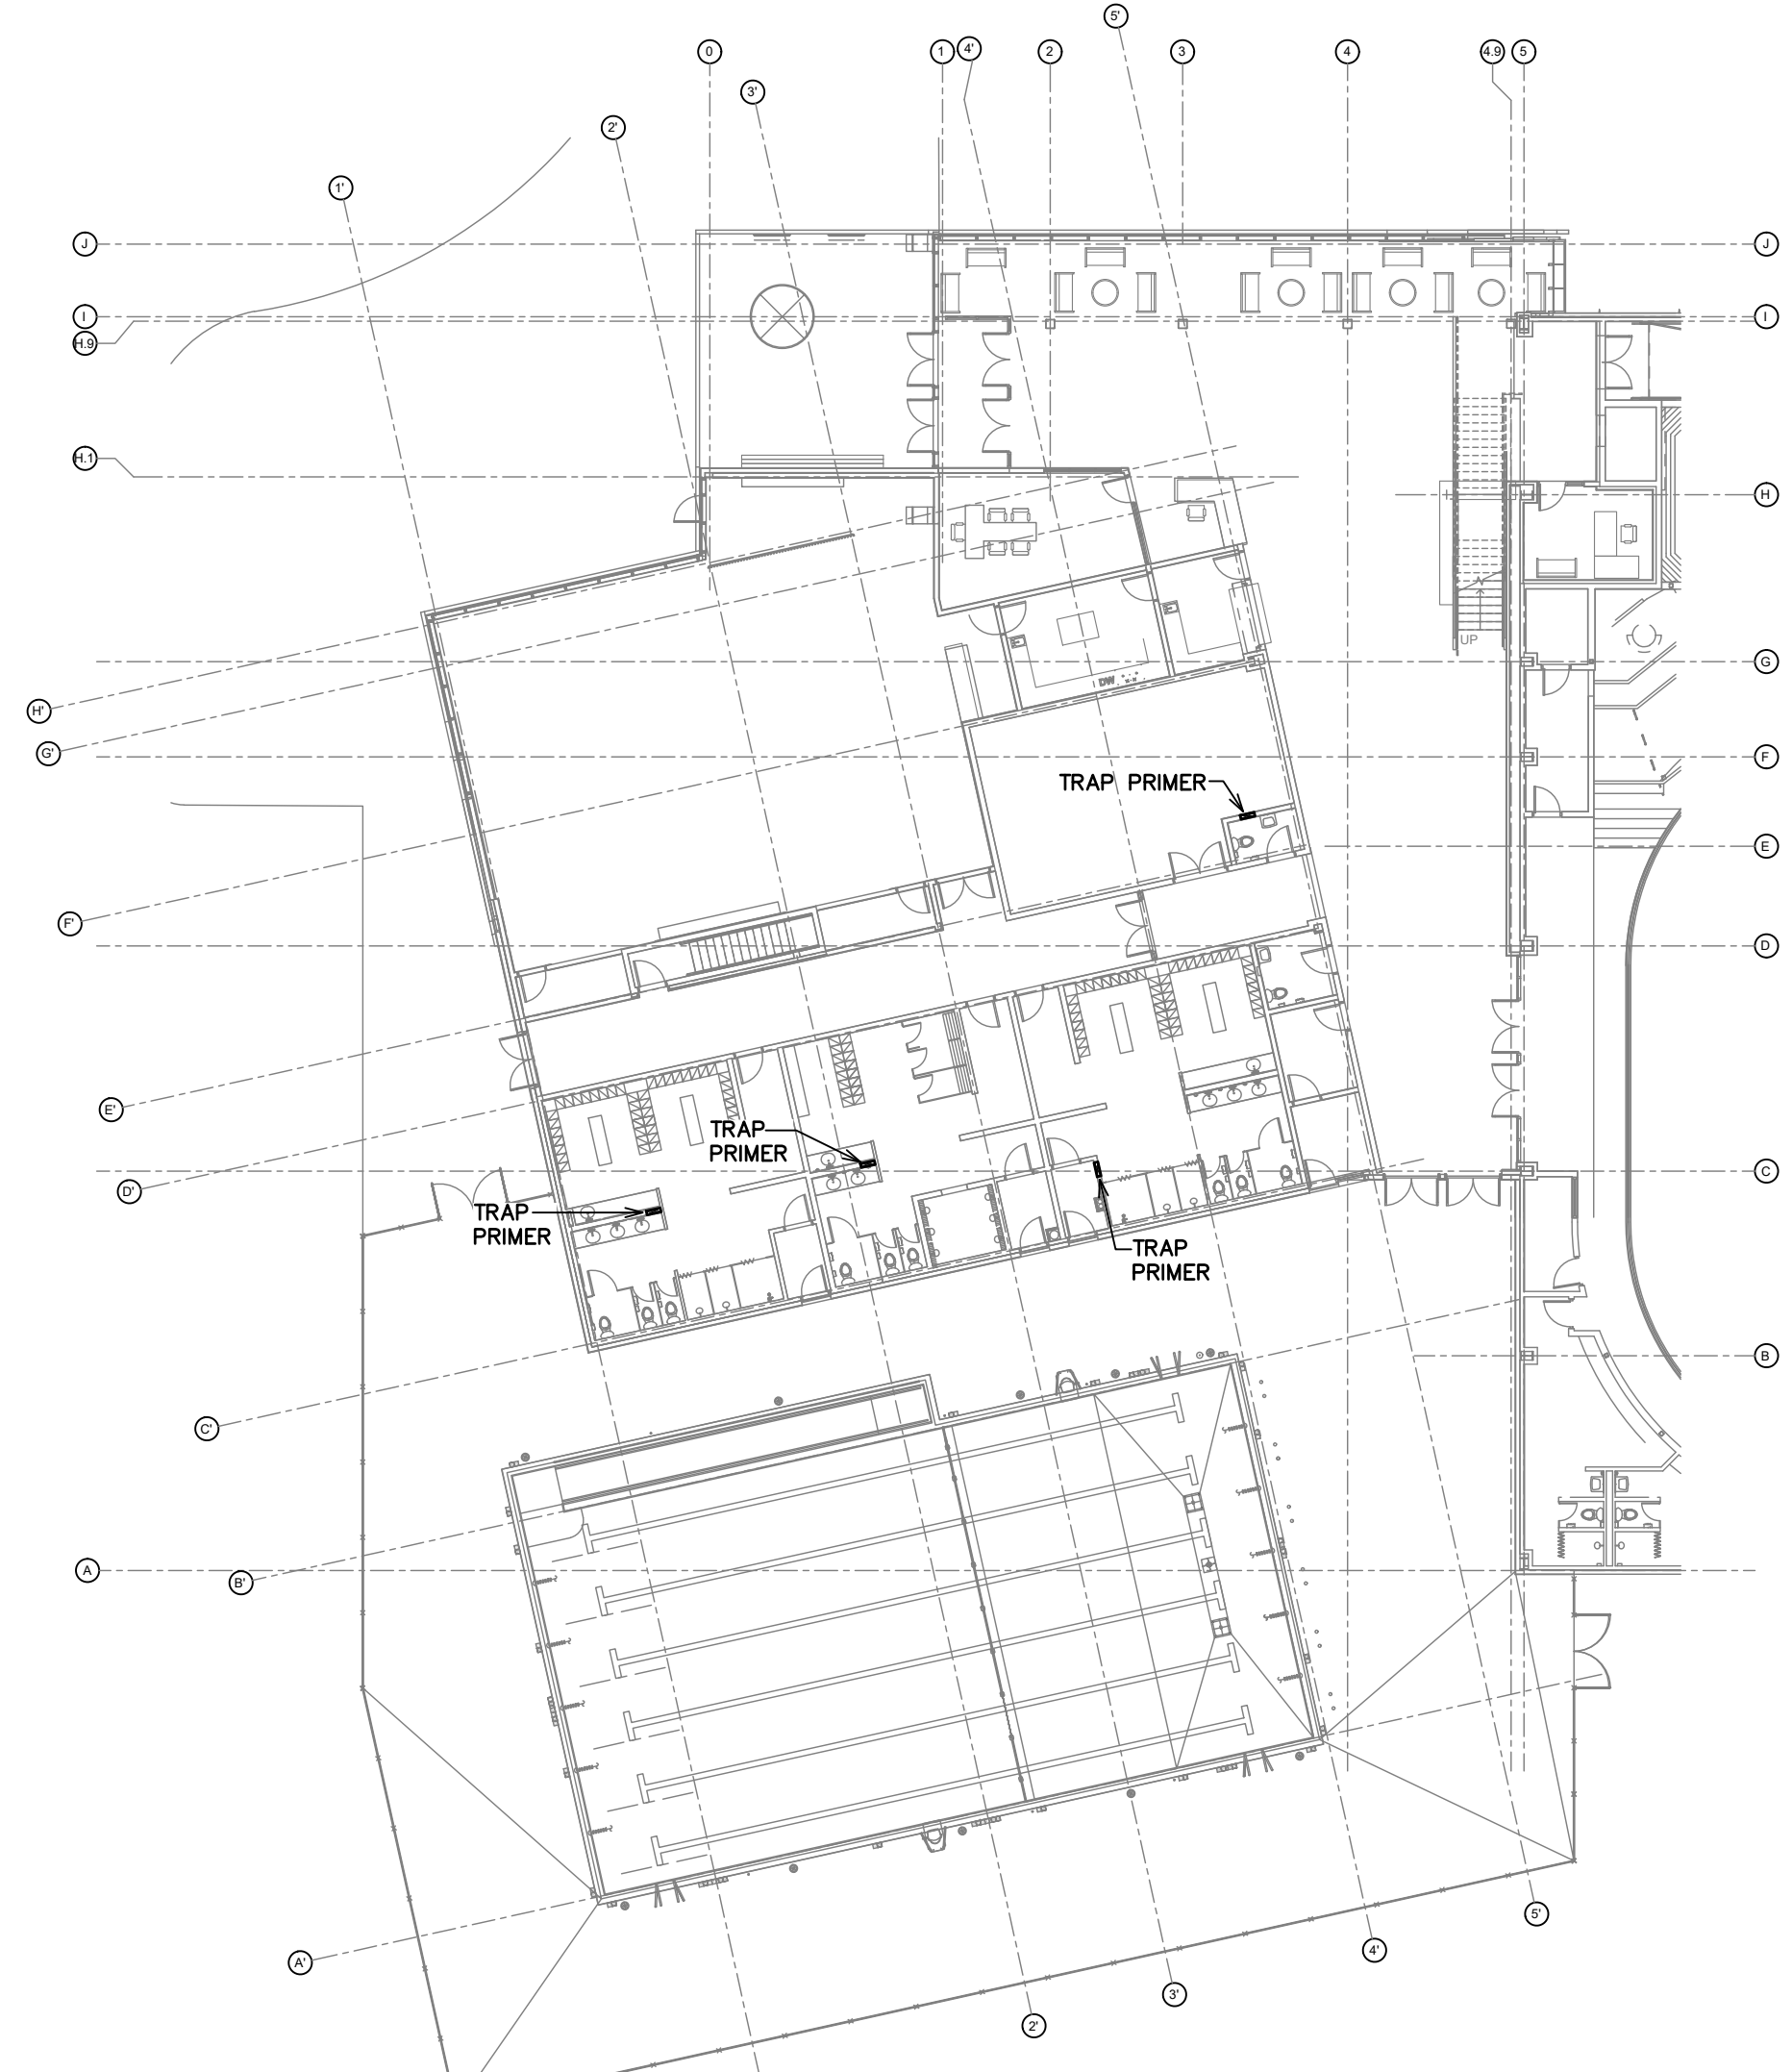 5'
0
1
4'
2
3
4
4.9
5
3'
2'
1'
J
J
I
I
H.9
H.1
H
UP
G
DW
H'
G'
F
TRAP PRIMER
E
F'
D
E'
TRAP
PRIMER
C
D'
TRAP
PRIMER
TRAP
PRIMER
B
C'
A
B'
5'
4'
A'
3'
2'